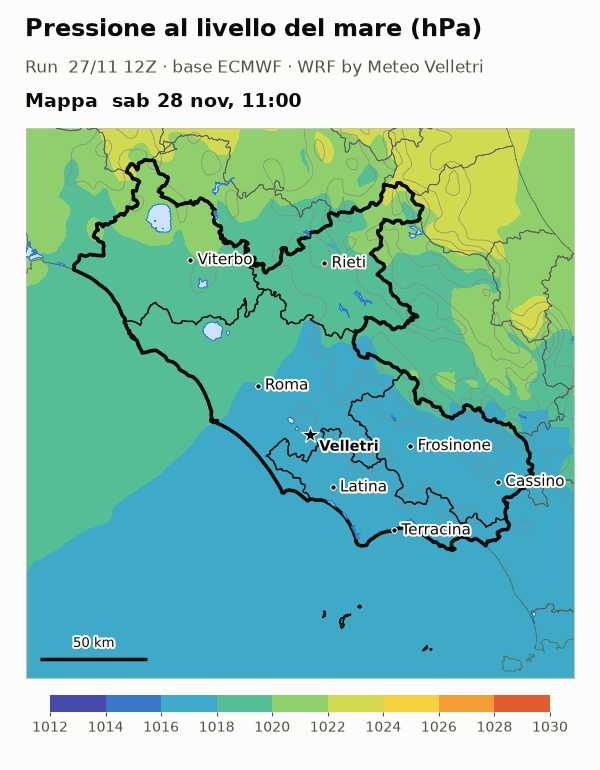 Pressione al livello del mare (hPa)
Run  27/11 12Z · base ECMWF · WRF by Meteo Velletri
Mappa  sab 28 nov, 11:00
Viterbo
Rieti
Roma
Velletri
Frosinone
Cassino
Latina
Terracina
50 km
1012 1014 1016 1018 1020 1022 1024 1026 1028 1030